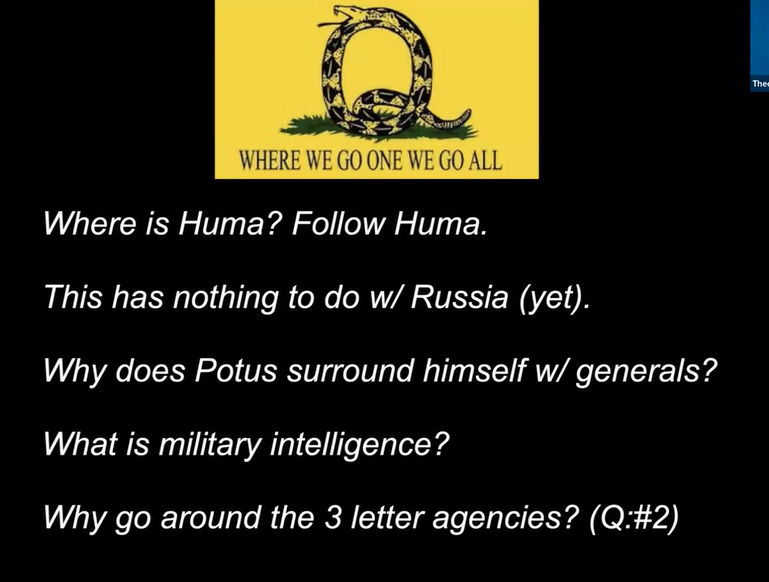 WHERE WE GO ONE WE GO ALL
Where is Huma? Follow Huma.
This has nothing to do w/ Russia (yet).
Why does Potus surround himself w/ generals?
What is military intelligence?
Why go around the 3 letter agencies? (Q:#2)